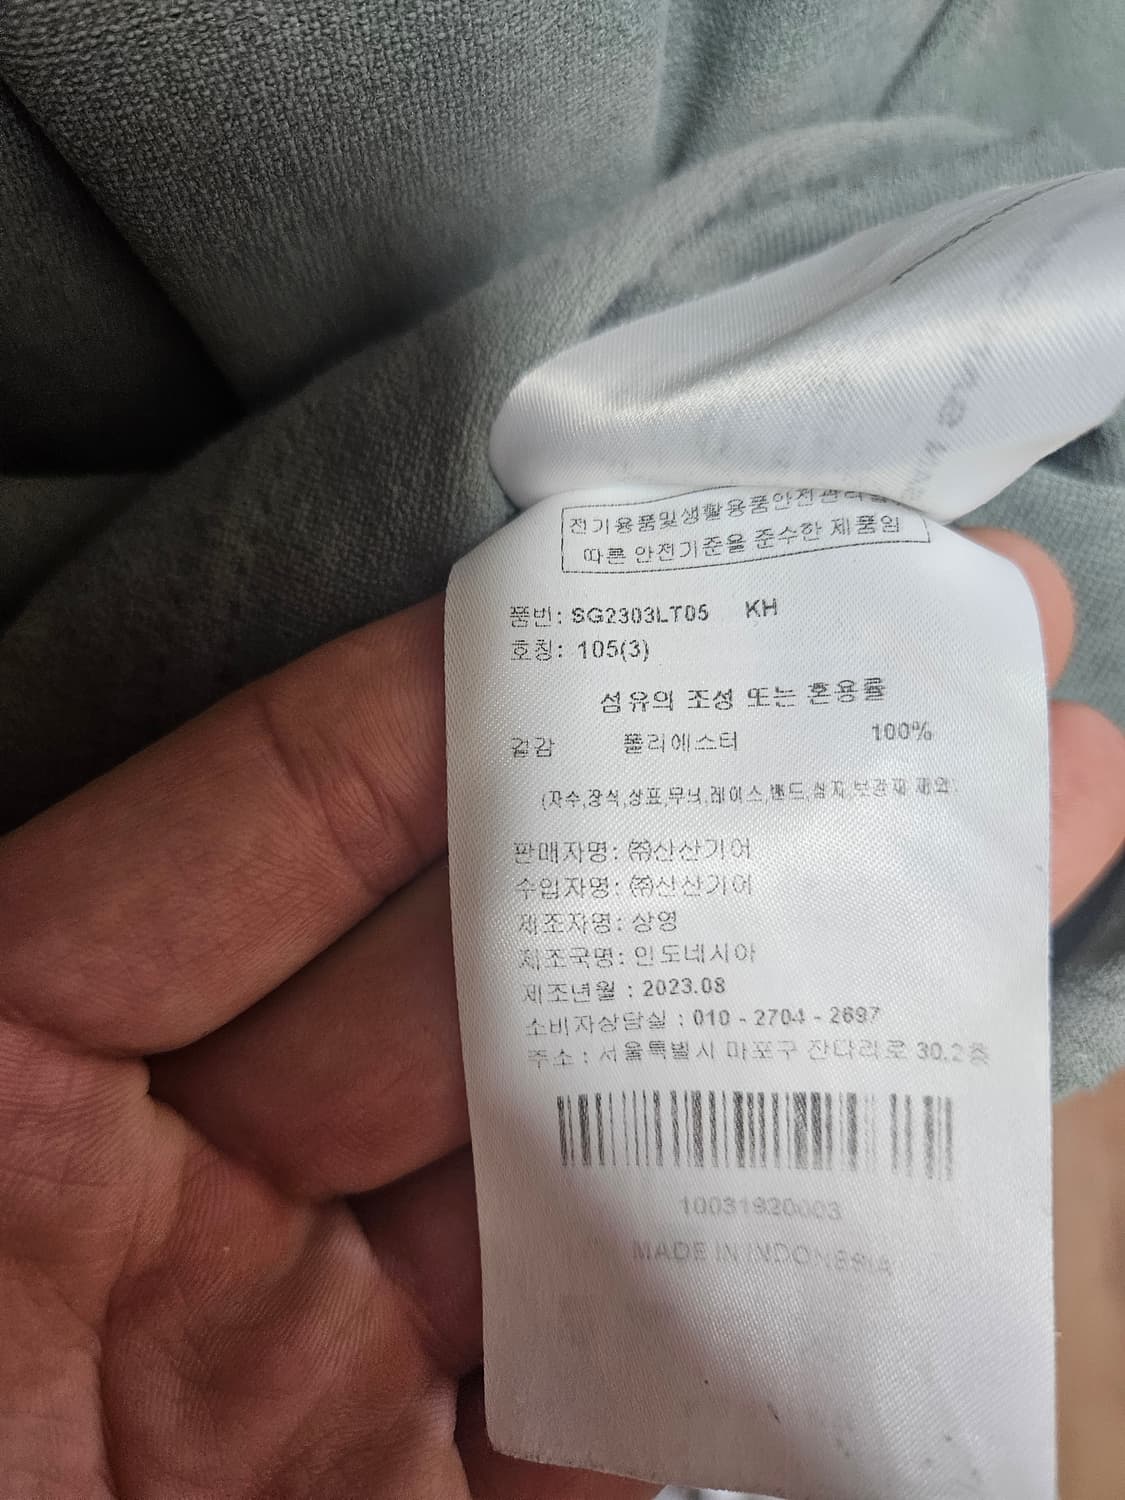 전기용품및생활용품안전관리법
따른 안전기준을 준수한 제품임
품번: SG2303LT05 KH
호칭: 105(3)
섬유의 조성 또는 혼용률
겉감 폴리에스터 100%
(자수,장식,상표,무늬,레이스,밴드,심지,보강재 제외)
판매자명: ㈜산산기어
수입자명: ㈜산산기어
제조자명: 상영
제조국명: 인도네시아
제조년월 : 2023.08
소비자상담실 : 010 - 2704 - 2697
주소 : 서울특별시 마포구 잔다리로 30.2층
10031920003
MADE IN INDONESIA